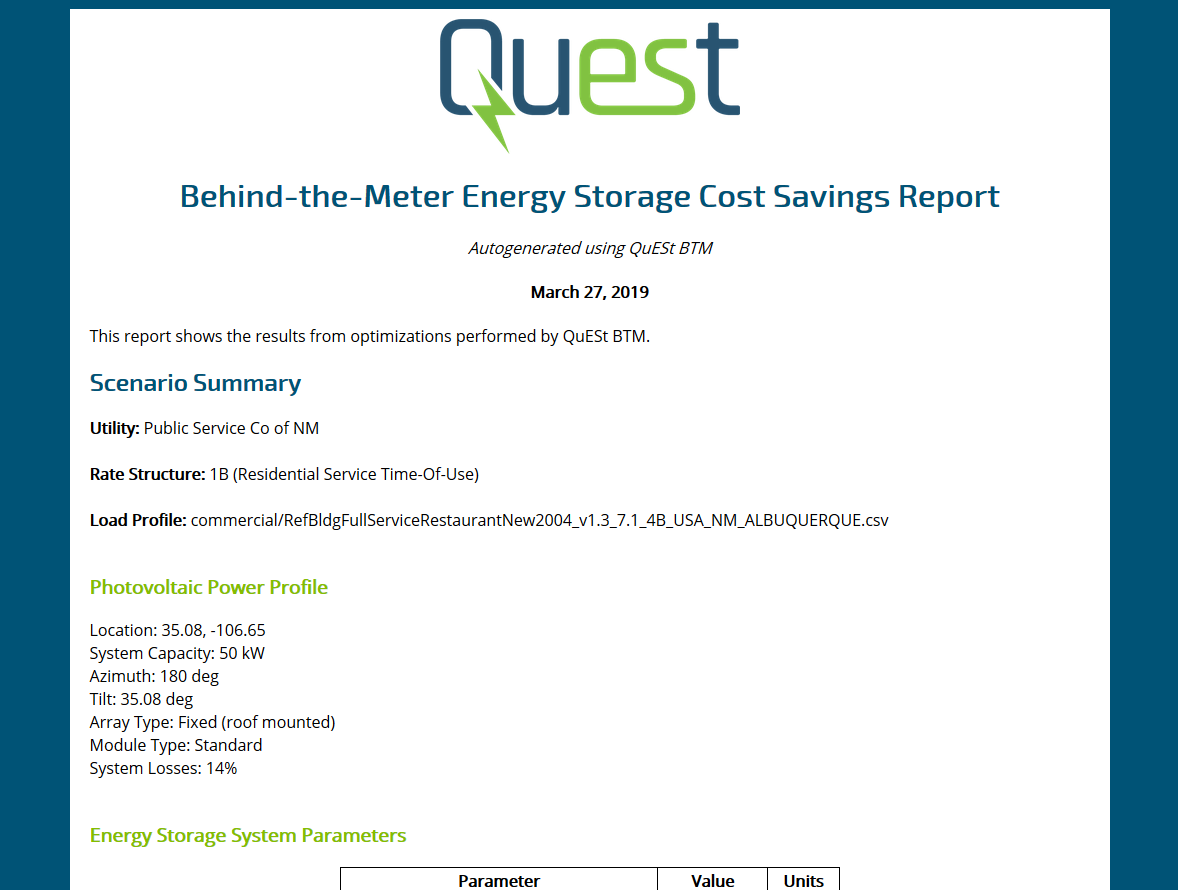 QuESt
Behind-the-Meter Energy Storage Cost Savings Report
Autogenerated using QuESt BTM
March 27, 2019
This report shows the results from optimizations performed by QuESt BTM.
Scenario Summary
Utility: Public Service Co of NM
Rate Structure: 1B (Residential Service Time-Of-Use)
Load Profile: commercial/RefBldgFullServiceRestaurantNew2004_v1.3_7.1_4B_USA_NM_ALBUQUERQUE.csv
Photovoltaic Power Profile
Location: 35.08, -106.65
System Capacity: 50 kW
Azimuth: 180 deg
Tilt: 35.08 deg
Array Type: Fixed (roof mounted)
Module Type: Standard
System Losses: 14%
Energy Storage System Parameters
Parameter Value Units